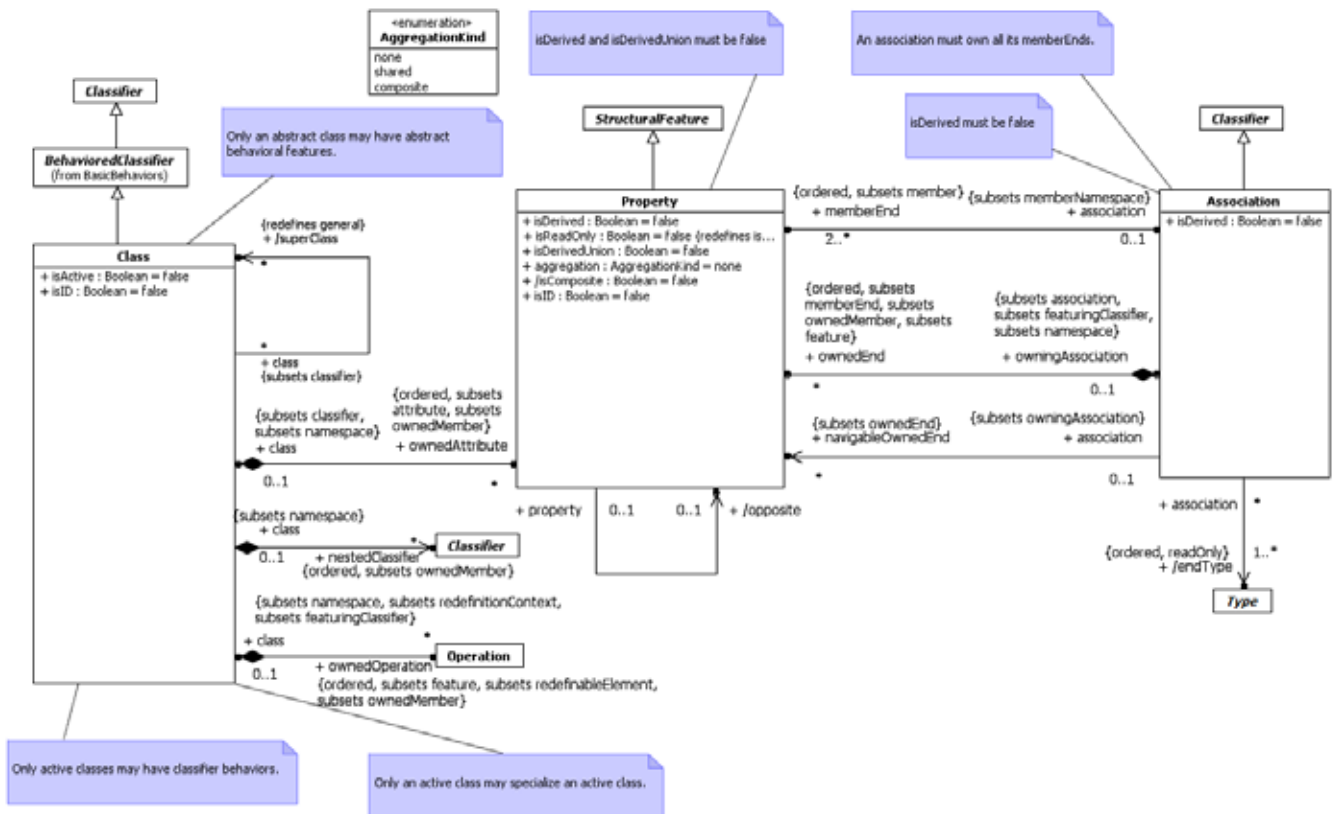 «enumeration»
AggregationKind
none
shared
composite
isDerived and isDerivedUnion must be false
An association must own all its memberEnds.
isDerived must be false
Classifier
BehavioredClassifier
(from BasicBehaviors)
Only an abstract class may have abstract
behavioral features.
StructuralFeature
Classifier
Class
+ isActive : Boolean = false
+ isID : Boolean = false
{redefines general}
+ /superClass
*
*
+ class
{subsets classifier}
Property
+ isDerived : Boolean = false
+ isReadOnly : Boolean = false {redefines is...
+ isDerivedUnion : Boolean = false
+ aggregation : AggregationKind = none
+ /isComposite : Boolean = false
+ isID : Boolean = false
{ordered, subsets member}
+ memberEnd
2..*
{subsets memberNamespace}
+ association
0..1
Association
+ isDerived : Boolean = false
{ordered, subsets
memberEnd, subsets
ownedMember, subsets
feature}
+ ownedEnd
*
{subsets association,
subsets featuringClassifier,
subsets namespace}
+ owningAssociation
0..1
{subsets ownedEnd}
+ navigableOwnedEnd
*
{subsets owningAssociation}
+ association
0..1
{subsets classifier,
subsets namespace}
+ class
0..1
{ordered, subsets
attribute, subsets
ownedMember}
+ ownedAttribute
*
+ property
0..1
0..1
+ /opposite
+ association
*
{ordered, readOnly}
+ /endType
1..*
Type
{subsets namespace}
+ class
0..1
*
+ nestedClassifier
{ordered, subsets ownedMember}
Classifier
{subsets namespace, subsets redefinitionContext,
subsets featuringClassifier}
+ class
0..1
*
+ ownedOperation
{ordered, subsets feature, subsets redefinableElement,
subsets ownedMember}
Operation
Only active classes may have classifier behaviors.
Only an active class may specialize an active class.